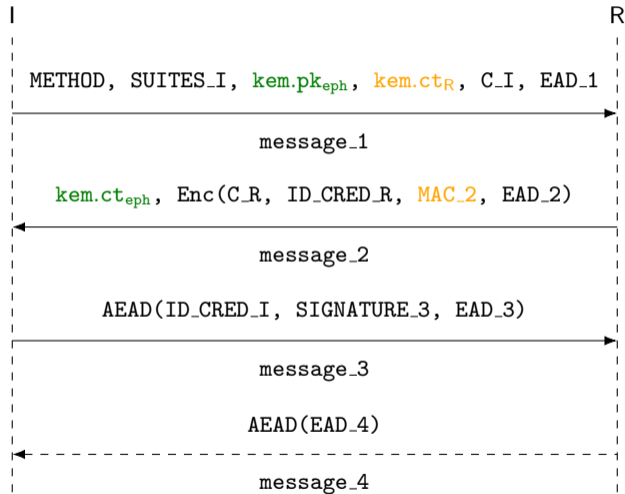 I R
METHOD, SUITES_I, kem.pk_eph, kem.ct_R, C_I, EAD_1
message_1
kem.ct_eph, Enc(C_R, ID_CRED_R, MAC_2, EAD_2)
message_2
AEAD(ID_CRED_I, SIGNATURE_3, EAD_3)
message_3
AEAD(EAD_4)
message_4